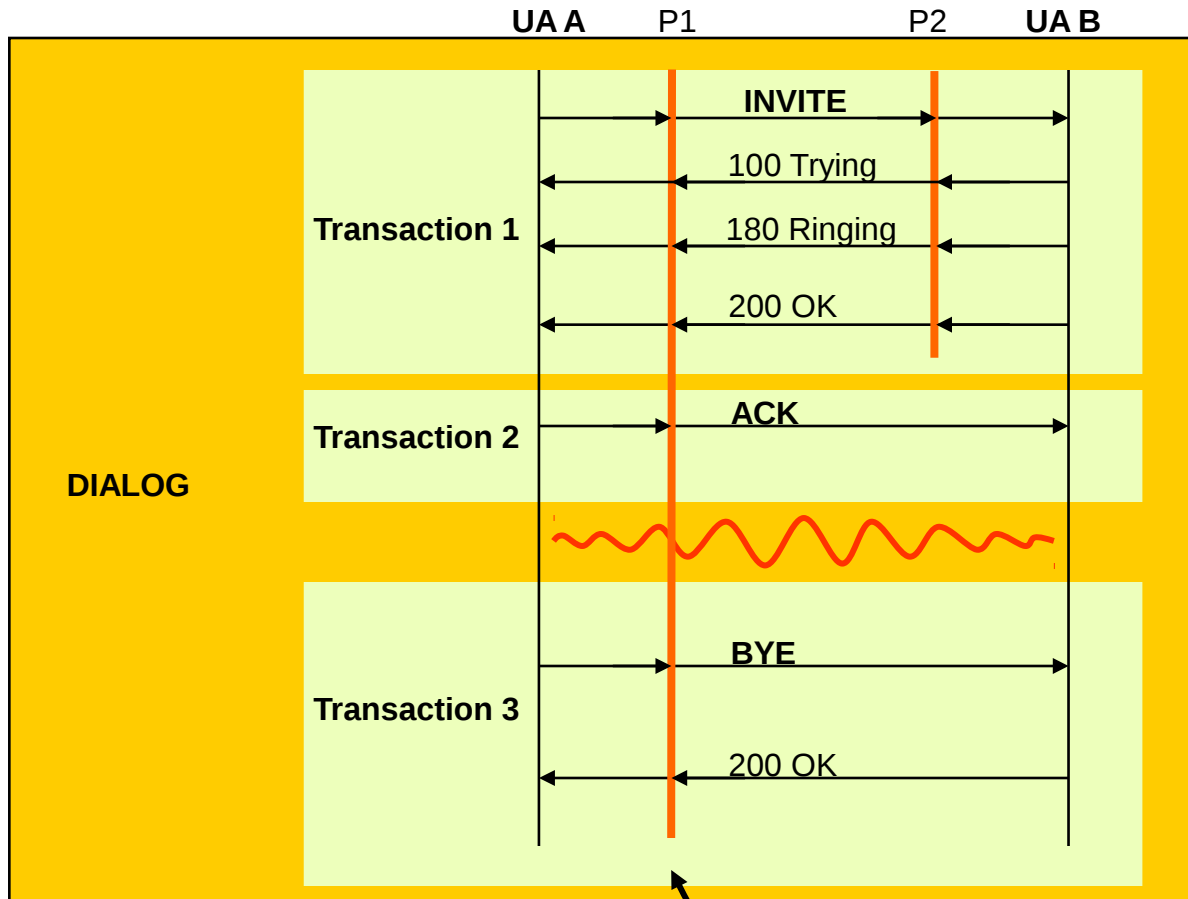 UA A P1 P2 UA B
INVITE
100 Trying
Transaction 1
180 Ringing
200 OK
ACK
Transaction 2
DIALOG
BYE
Transaction 3
200 OK